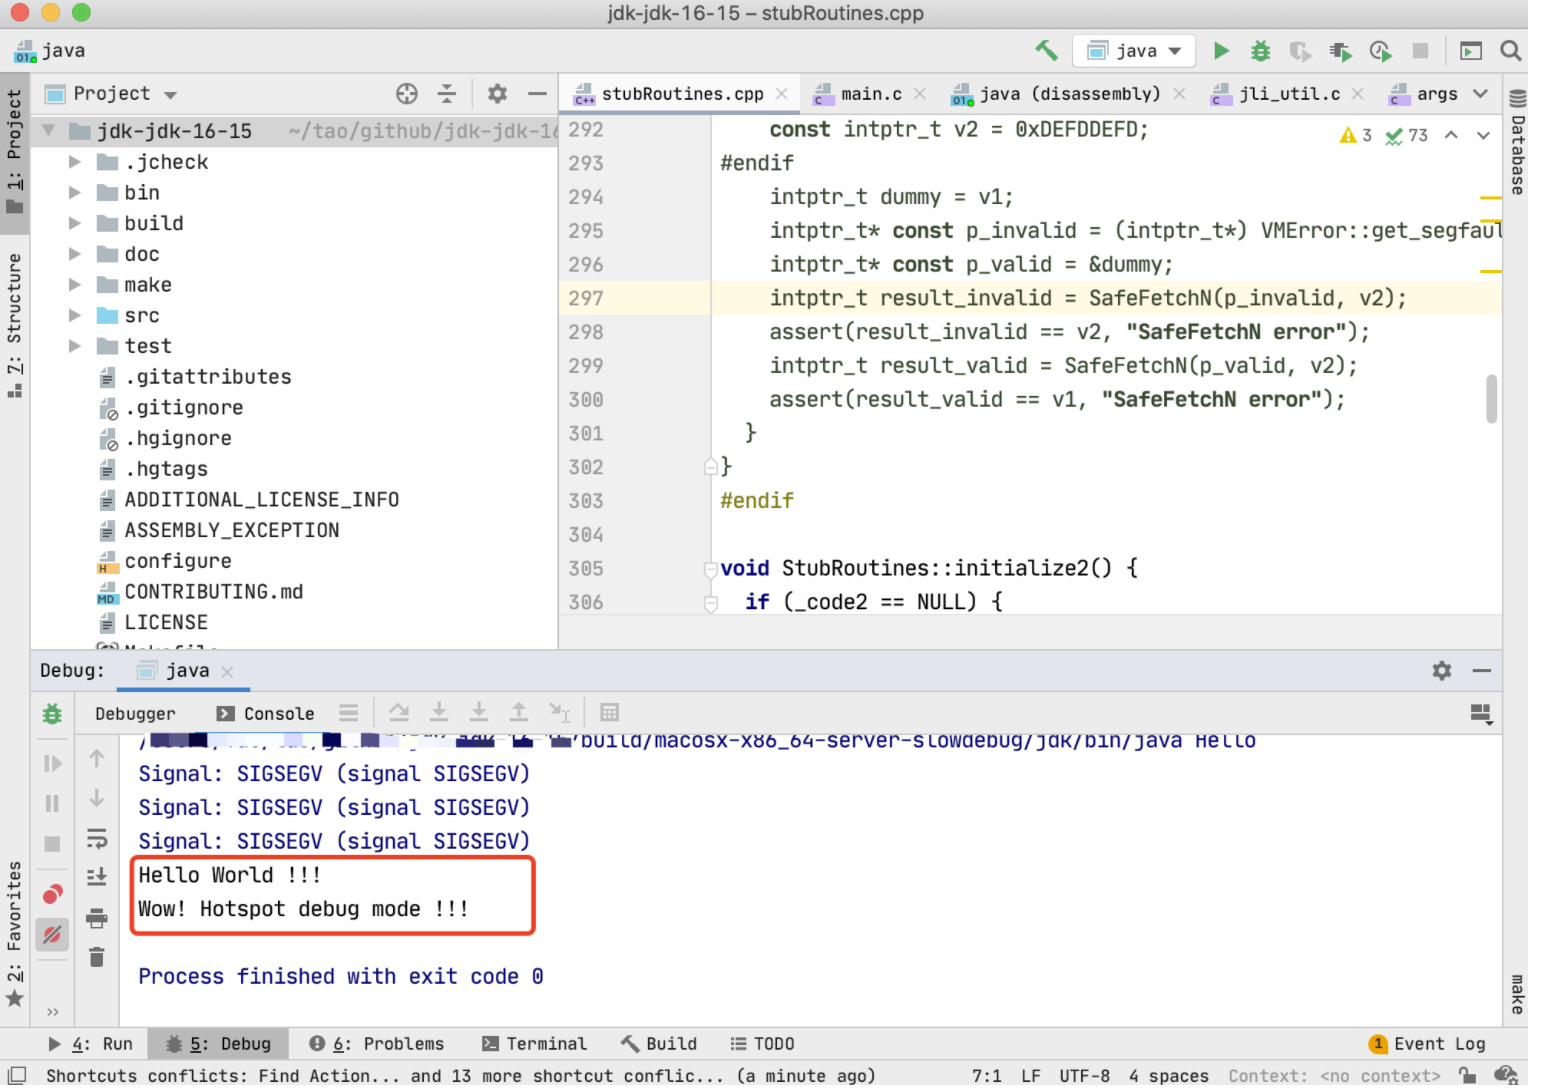 jdk-jdk-16-15 – stubRoutines.cpp
java
java
1: Project
7: Structure
2: Favorites
Project
jdk-jdk-16-15 ~/tao/github/jdk-jdk-16
.jcheck
bin
build
doc
make
src
test
.gitattributes
.gitignore
.hgignore
.hgtags
ADDITIONAL_LICENSE_INFO
ASSEMBLY_EXCEPTION
configure
CONTRIBUTING.md
LICENSE
stubRoutines.cpp
main.c
java (disassembly)
jli_util.c
args
3 73
292 const intptr_t v2 = 0xDEFDDEFD;
293 #endif
294 intptr_t dummy = v1;
295 intptr_t* const p_invalid = (intptr_t*) VMError::get_segfaul
296 intptr_t* const p_valid = &dummy;
297 intptr_t result_invalid = SafeFetchN(p_invalid, v2);
298 assert(result_invalid == v2, "SafeFetchN error");
299 intptr_t result_valid = SafeFetchN(p_valid, v2);
300 assert(result_valid == v1, "SafeFetchN error");
301 }
302 }
303 #endif
304
305 void StubRoutines::initialize2() {
306 if (_code2 == NULL) {
Database
make
Debug: java
Debugger Console
/build/macosx-x86_64-server-slowdebug/jdk/bin/java Hello
Signal: SIGSEGV (signal SIGSEGV)
Signal: SIGSEGV (signal SIGSEGV)
Signal: SIGSEGV (signal SIGSEGV)
Hello World !!!
Wow! Hotspot debug mode !!!
Process finished with exit code 0
4: Run 5: Debug 6: Problems Terminal Build TODO 1 Event Log
Shortcuts conflicts: Find Action... and 13 more shortcut conflic... (a minute ago) 7:1 LF UTF-8 4 spaces Context: <no context>